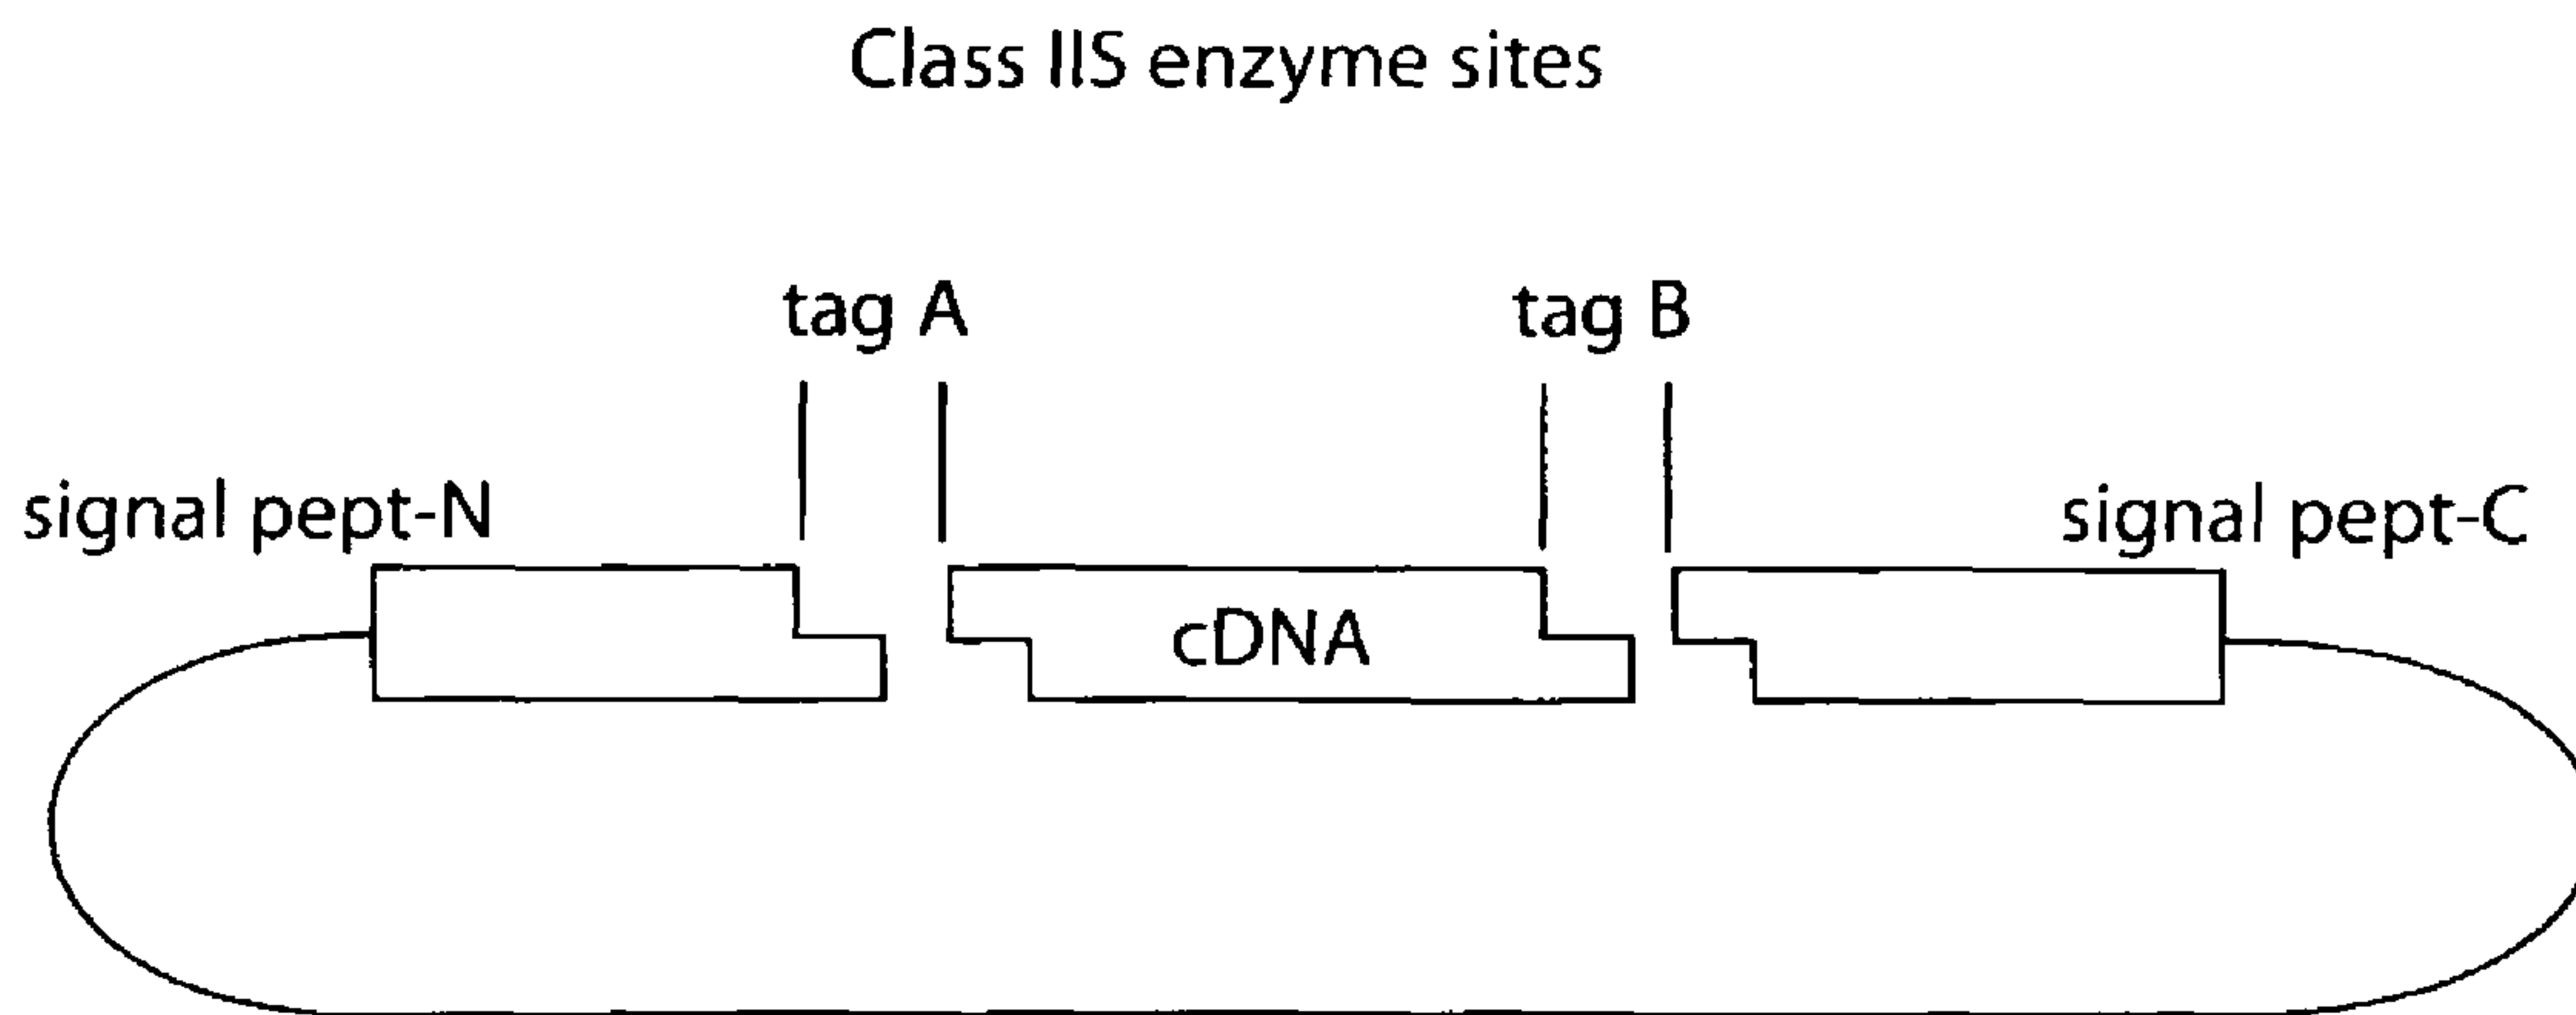 Class IIS enzyme sites
tag A
tag B
signal pept-N
signal pept-C
cDNA